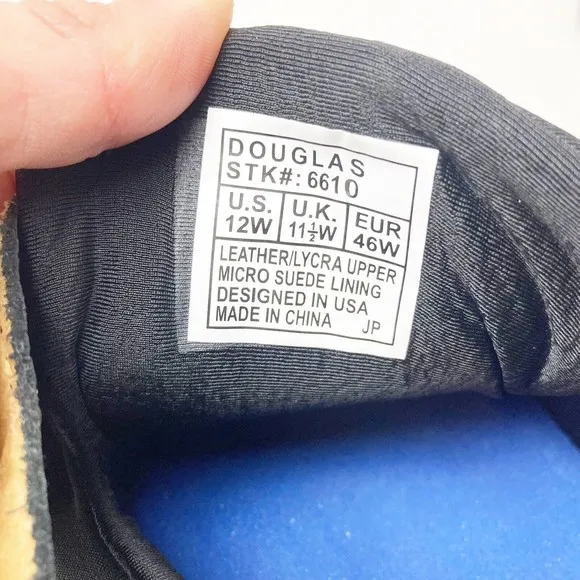 DOUGLAS
STK#: 6610
U.S. U.K. EUR
12W 11½W 46W
LEATHER/LYCRA UPPER
MICRO SUEDE LINING
DESIGNED IN USA
MADE IN CHINA JP